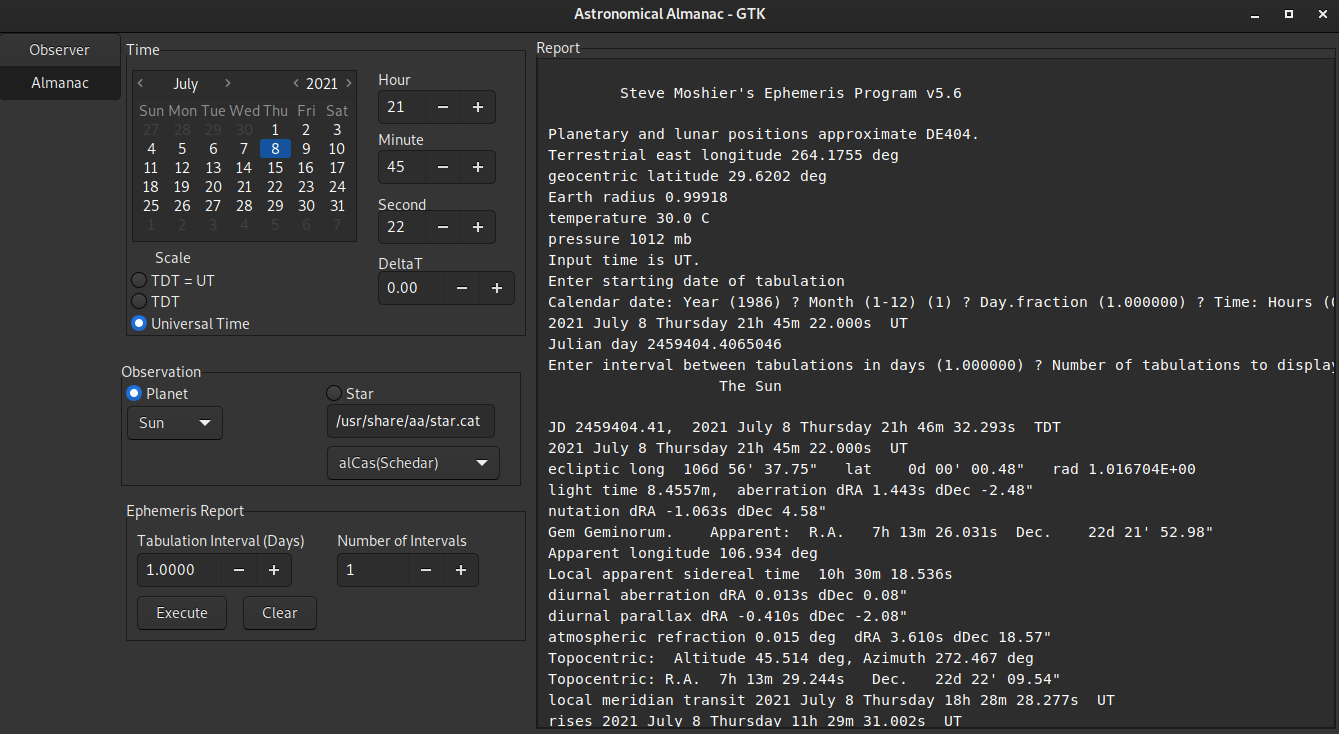 Astronomical Almanac - GTK
Observer
Almanac
Time
July 2021
Sun Mon Tue Wed Thu Fri Sat
27 28 29 30 1 2 3
4 5 6 7 8 9 10
11 12 13 14 15 16 17
18 19 20 21 22 23 24
25 26 27 28 29 30 31
1 2 3 4 5 6 7
Hour
21 − +
Minute
45 − +
Second
22 − +
DeltaT
0.00 − +
Scale
TDT = UT
TDT
Universal Time
Observation
Planet
Sun
Star
/usr/share/aa/star.cat
alCas(Schedar)
Ephemeris Report
Tabulation Interval (Days)
1.0000 − +
Number of Intervals
1 − +
Execute
Clear
Report
Steve Moshier's Ephemeris Program v5.6
Planetary and lunar positions approximate DE404.
Terrestrial east longitude 264.1755 deg
geocentric latitude 29.6202 deg
Earth radius 0.99918
temperature 30.0 C
pressure 1012 mb
Input time is UT.
Enter starting date of tabulation
Calendar date: Year (1986) ? Month (1-12) (1) ? Day.fraction (1.000000) ? Time: Hours (
2021 July 8 Thursday 21h 45m 22.000s  UT
Julian day 2459404.4065046
Enter interval between tabulations in days (1.000000) ? Number of tabulations to display
The Sun
JD 2459404.41,  2021 July 8 Thursday 21h 46m 32.293s  TDT
2021 July 8 Thursday 21h 45m 22.000s  UT
ecliptic long  106d 56' 37.75"   lat    0d 00' 00.48"   rad 1.016704E+00
light time 8.4557m,  aberration dRA 1.443s dDec -2.48"
nutation dRA -1.063s dDec 4.58"
Gem Geminorum.    Apparent:  R.A.   7h 13m 26.031s  Dec.    22d 21' 52.98"
Apparent longitude 106.934 deg
Local apparent sidereal time  10h 30m 18.536s
diurnal aberration dRA 0.013s dDec 0.08"
diurnal parallax dRA -0.410s dDec -2.08"
atmospheric refraction 0.015 deg  dRA 3.610s dDec 18.57"
Topocentric:  Altitude 45.514 deg, Azimuth 272.467 deg
Topocentric: R.A.  7h 13m 29.244s   Dec.   22d 22' 09.54"
local meridian transit 2021 July 8 Thursday 18h 28m 28.277s  UT
rises 2021 July 8 Thursday 11h 29m 31.002s  UT